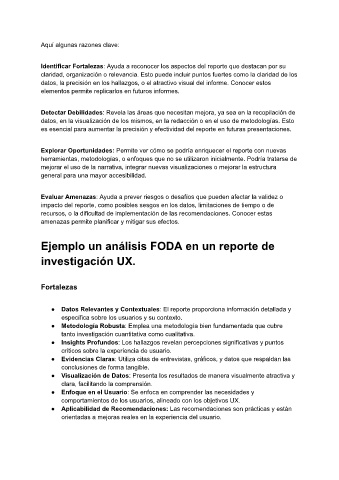 Aquí algunas razones clave:
Identificar Fortalezas: Ayuda a reconocer los aspectos del reporte que destacan por su
claridad, organización o relevancia. Esto puede incluir puntos fuertes como la claridad de los
datos, la precisión en los hallazgos, o el atractivo visual del informe. Conocer estos
elementos permite replicarlos en futuros informes.
Detectar Debilidades: Revela las áreas que necesitan mejora, ya sea en la recopilación de
datos, en la visualización de los mismos, en la redacción o en el uso de metodologías. Esto
es esencial para aumentar la precisión y efectividad del reporte en futuras presentaciones.
Explorar Oportunidades: Permite ver cómo se podría enriquecer el reporte con nuevas
herramientas, metodologías, o enfoques que no se utilizaron inicialmente. Podría tratarse de
mejorar el uso de la narrativa, integrar nuevas visualizaciones o mejorar la estructura
general para una mayor accesibilidad.
Evaluar Amenazas: Ayuda a prever riesgos o desafíos que pueden afectar la validez o
impacto del reporte, como posibles sesgos en los datos, limitaciones de tiempo o de
recursos, o la dificultad de implementación de las recomendaciones. Conocer estas
amenazas permite planificar y mitigar sus efectos.
Ejemplo un análisis FODA en un reporte de
investigación UX.
Fortalezas
● Datos Relevantes y Contextuales: El reporte proporciona información detallada y
específica sobre los usuarios y su contexto.
● Metodología Robusta: Emplea una metodología bien fundamentada que cubre
tanto investigación cuantitativa como cualitativa.
● Insights Profundos: Los hallazgos revelan percepciones significativas y puntos
críticos sobre la experiencia de usuario.
● Evidencias Claras: Utiliza citas de entrevistas, gráficos, y datos que respaldan las
conclusiones de forma tangible.
● Visualización de Datos: Presenta los resultados de manera visualmente atractiva y
clara, facilitando la comprensión.
● Enfoque en el Usuario: Se enfoca en comprender las necesidades y
comportamientos de los usuarios, alineado con los objetivos UX.
● Aplicabilidad de Recomendaciones: Las recomendaciones son prácticas y están
orientadas a mejoras reales en la experiencia del usuario.